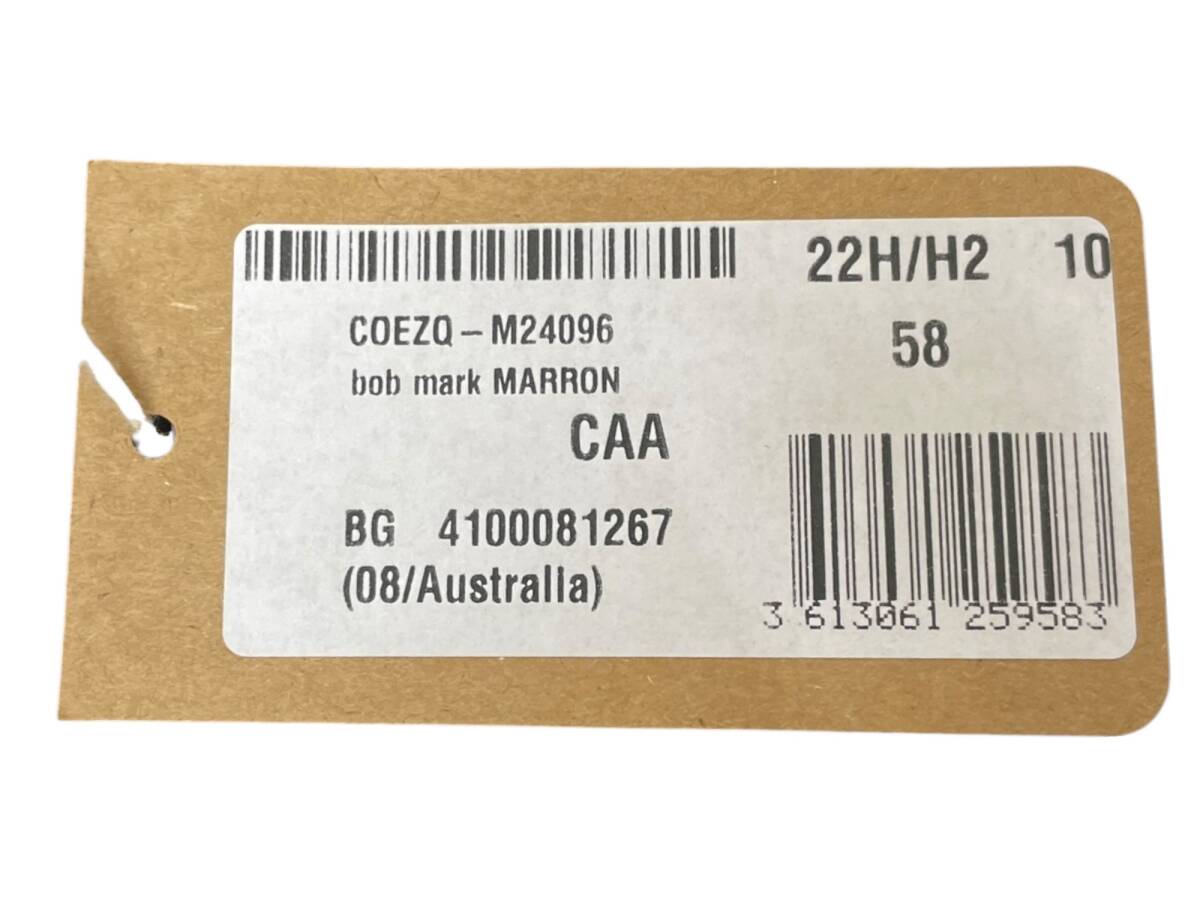 22H/H2 10
COEZQ – M24096
58
bob mark MARRON
CAA
BG 4100081267
(08/Australia)
3 613061 259583